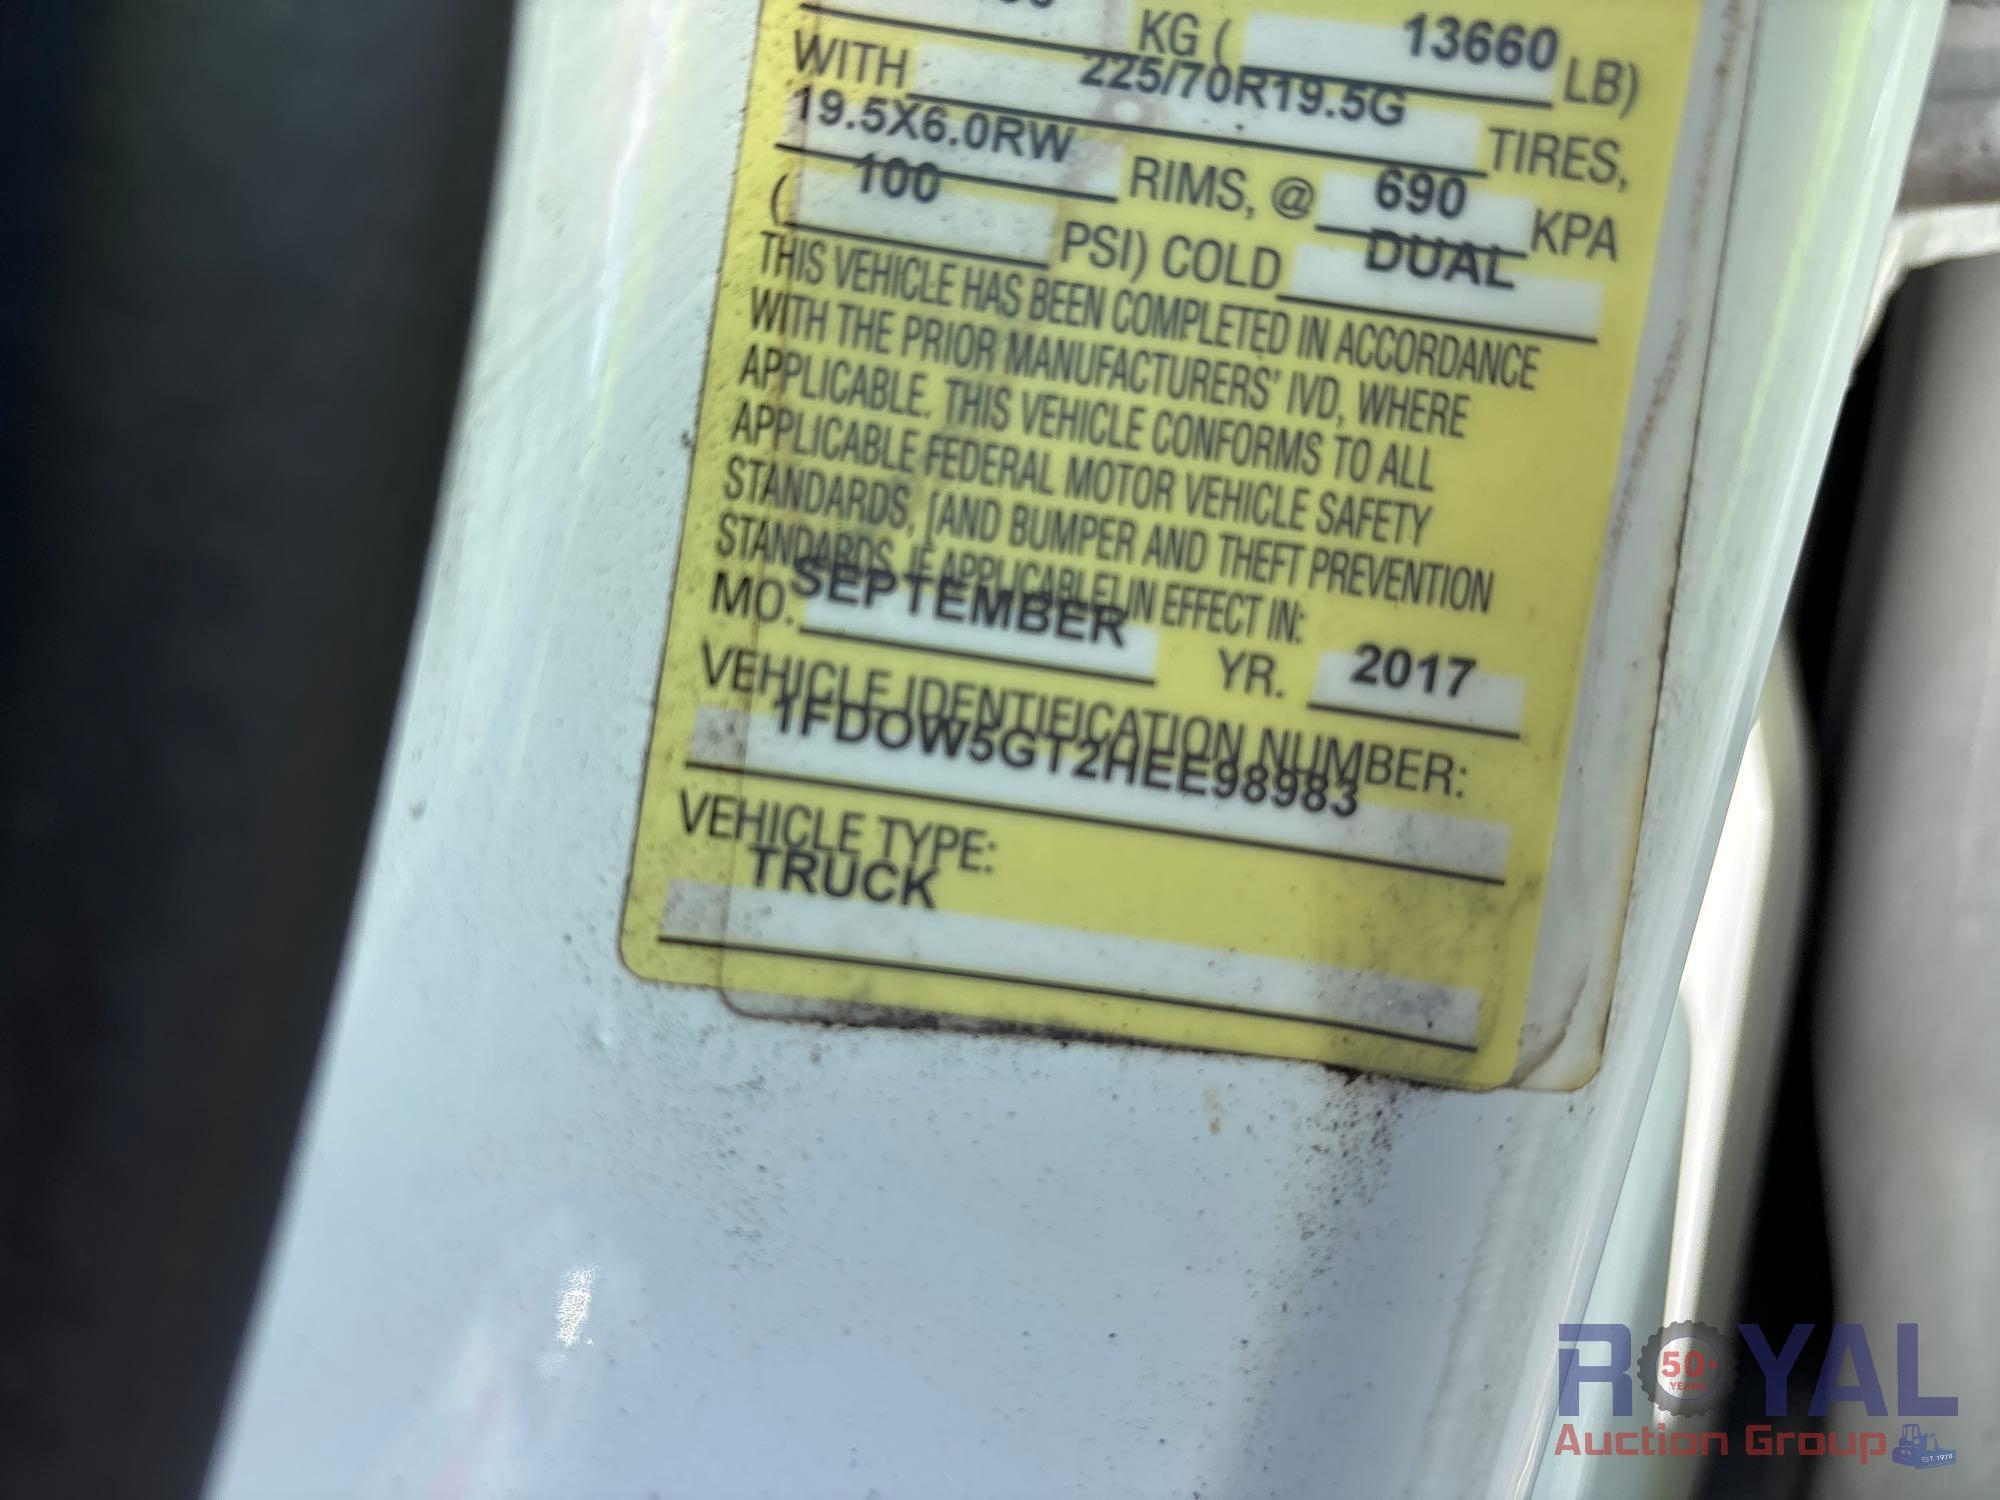 KG ( 13660 LB)
WITH 225/70R19.5G TIRES,
19.5X6.0RW RIMS, @ 690 KPA
( 100 PSI) COLD DUAL
THIS VEHICLE HAS BEEN COMPLETED IN ACCORDANCE
WITH THE PRIOR MANUFACTURERS' IVD, WHERE
APPLICABLE. THIS VEHICLE CONFORMS TO ALL
APPLICABLE FEDERAL MOTOR VEHICLE SAFETY
STANDARDS, [AND BUMPER AND THEFT PREVENTION
STANDARDS, IF APPLICABLE] IN EFFECT IN:
MO. SEPTEMBER YR. 2017
VEHICLE IDENTIFICATION NUMBER:
1FDOW5GT2HEE98983
VEHICLE TYPE:
TRUCK
ROYAL
50+
YEARS
Auction Group
EST. 1970